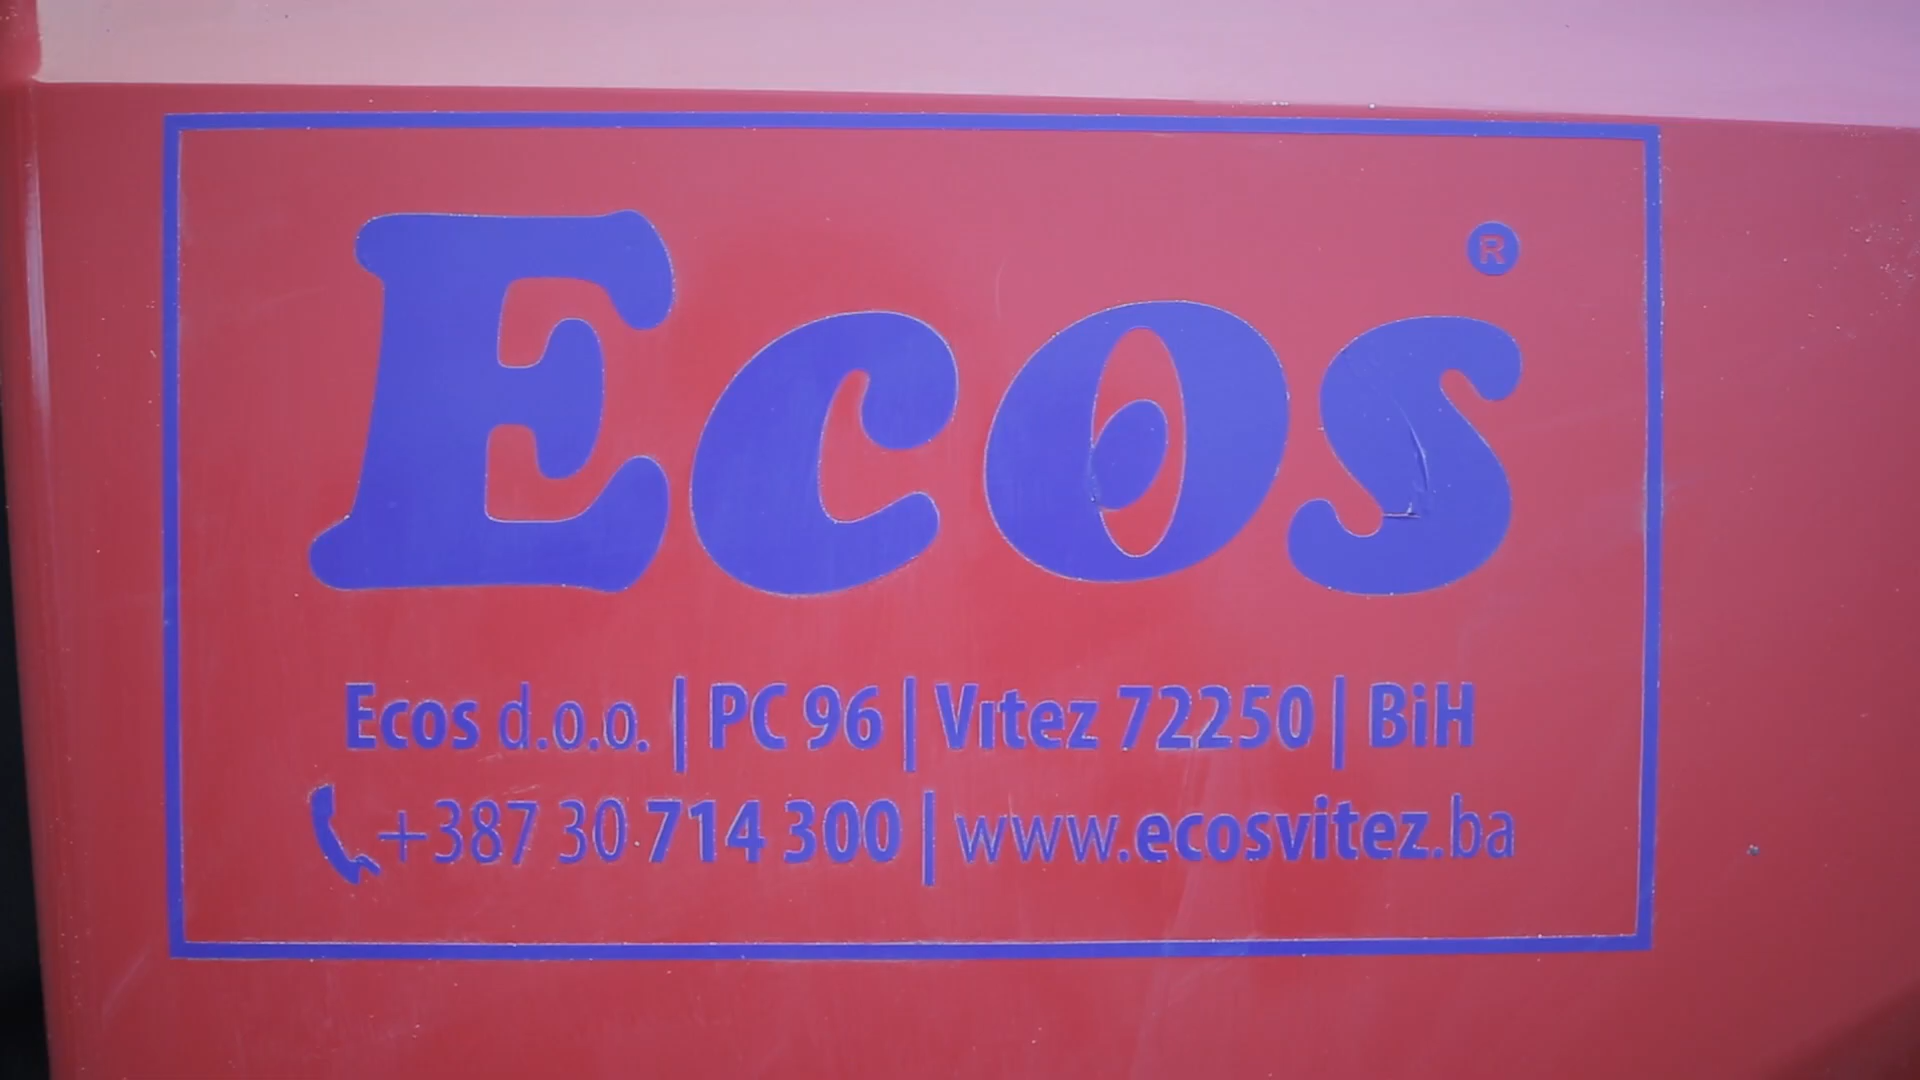 Ecos®
Ecos d.o.o. | PC 96 | Vitez 72250 | BiH
+387 30 714 300 | www.ecosvitez.ba